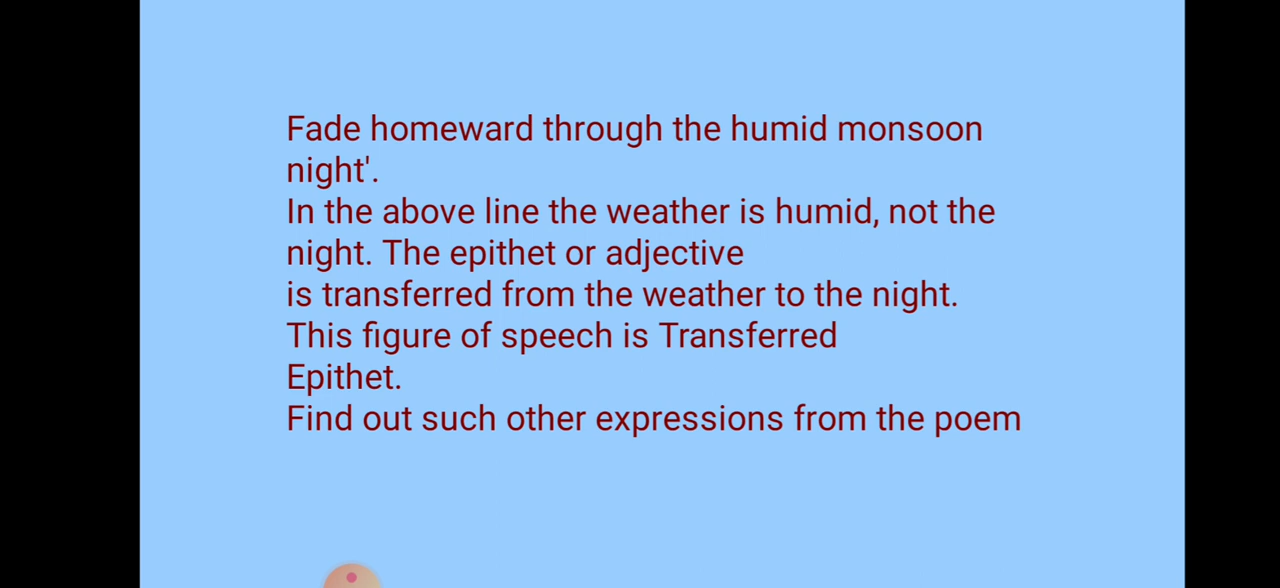 Fade homeward through the humid monsoon
night'.
In the above line the weather is humid, not the
night. The epithet or adjective
is transferred from the weather to the night.
This figure of speech is Transferred
Epithet.
Find out such other expressions from the poem